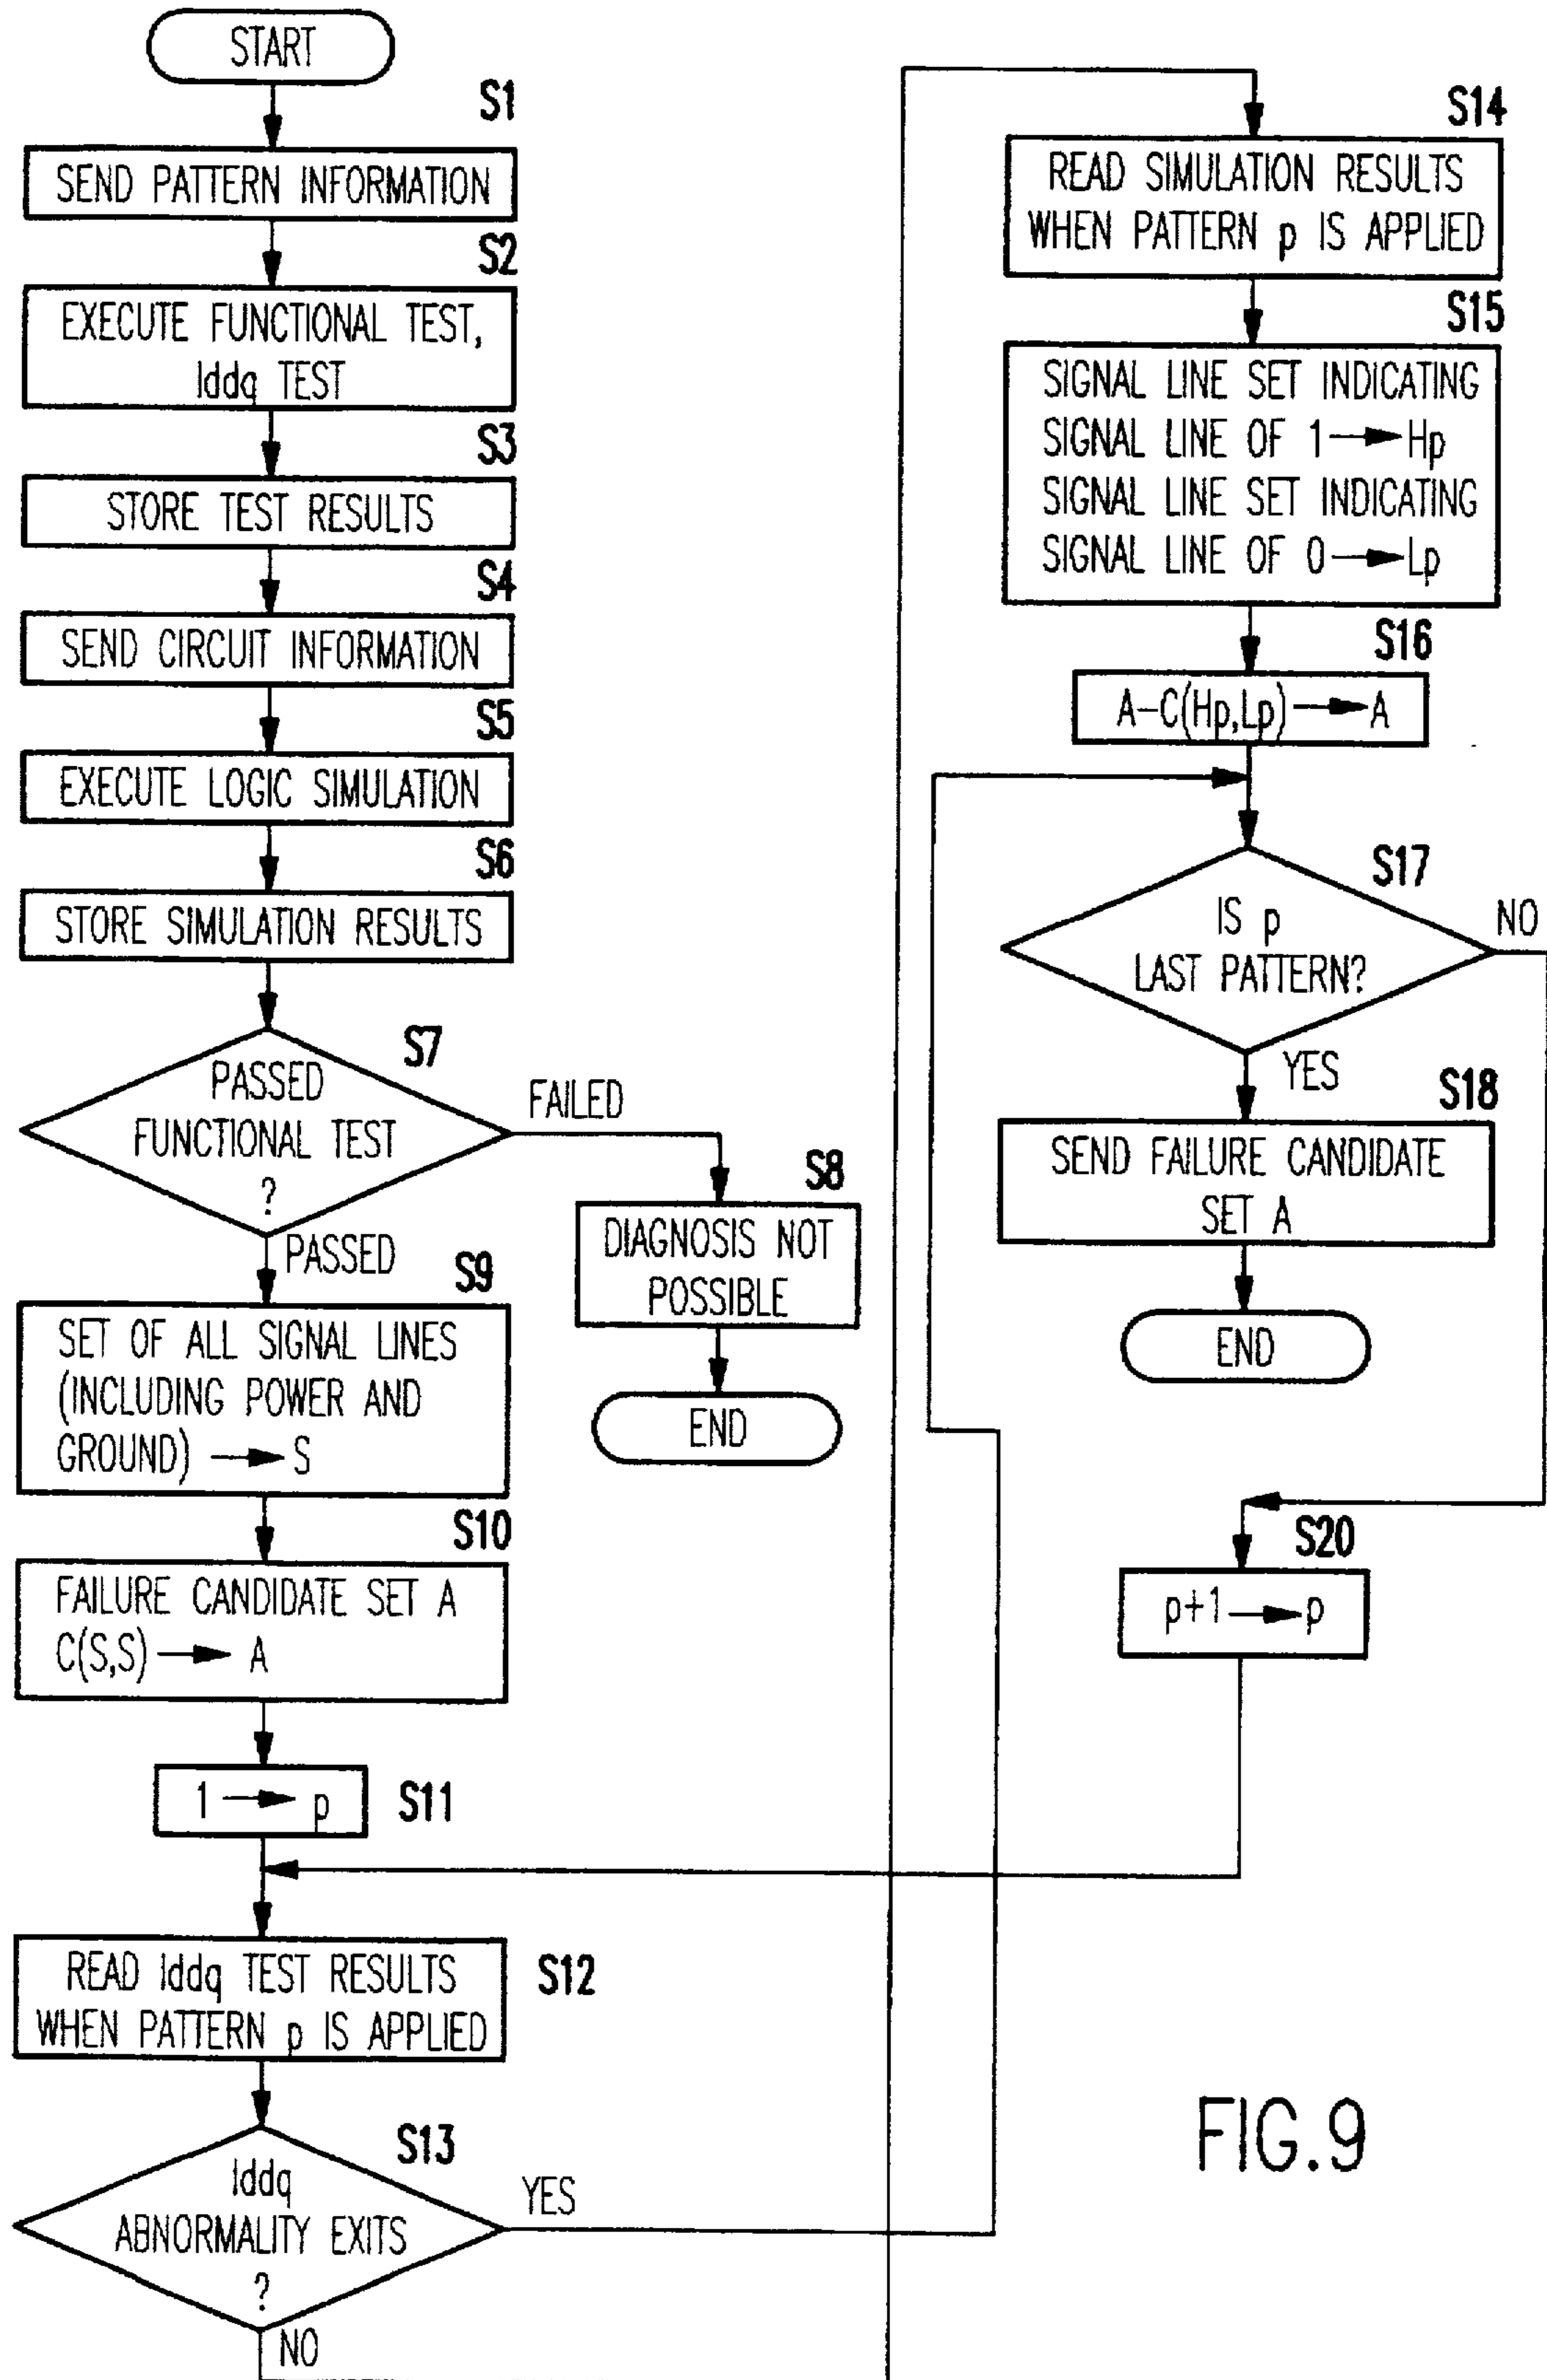 START
S1
SEND PATTERN INFORMATION
S2
EXECUTE FUNCTIONAL TEST,
Iddq TEST
S3
STORE TEST RESULTS
S4
SEND CIRCUIT INFORMATION
S5
EXECUTE LOGIC SIMULATION
S6
STORE SIMULATION RESULTS
S7
PASSED
FUNCTIONAL TEST
?
FAILED
PASSED
S8
DIAGNOSIS NOT
POSSIBLE
END
S9
SET OF ALL SIGNAL LINES
(INCLUDING POWER AND
GROUND) → S
S10
FAILURE CANDIDATE SET A
C(S,S) → A
1 → p
S11
READ Iddq TEST RESULTS
WHEN PATTERN p IS APPLIED
S12
S13
Iddq
ABNORMALITY EXITS
?
YES
NO
S14
READ SIMULATION RESULTS
WHEN PATTERN p IS APPLIED
S15
SIGNAL LINE SET INDICATING
SIGNAL LINE OF 1 → Hp
SIGNAL LINE SET INDICATING
SIGNAL LINE OF 0 → Lp
S16
A-C(Hp,Lp) → A
S17
IS p
LAST PATTERN?
NO
YES
S18
SEND FAILURE CANDIDATE
SET A
END
S20
p+1 → p
FIG.9